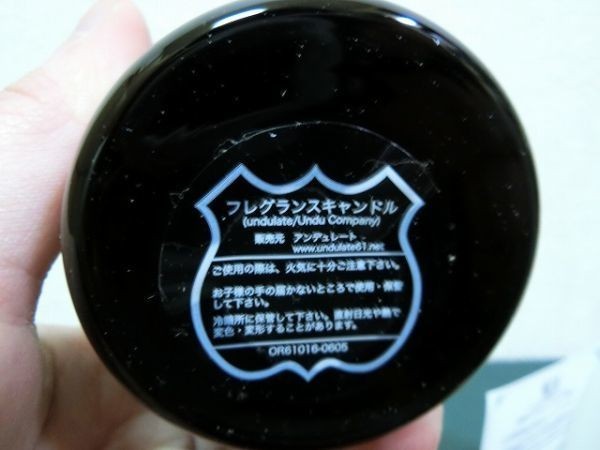 フレグランスキャンドル
(undulate/Undu Company)
販売元 アンデュレート
www.undulate61.net
ご使用の際は、火気に十分ご注意下さい。
お子様の手の届かないところで使用・保管
して下さい。
冷暗所に保管して下さい。直射日光や熱で
変色・変形することがあります。
OR61016-0605